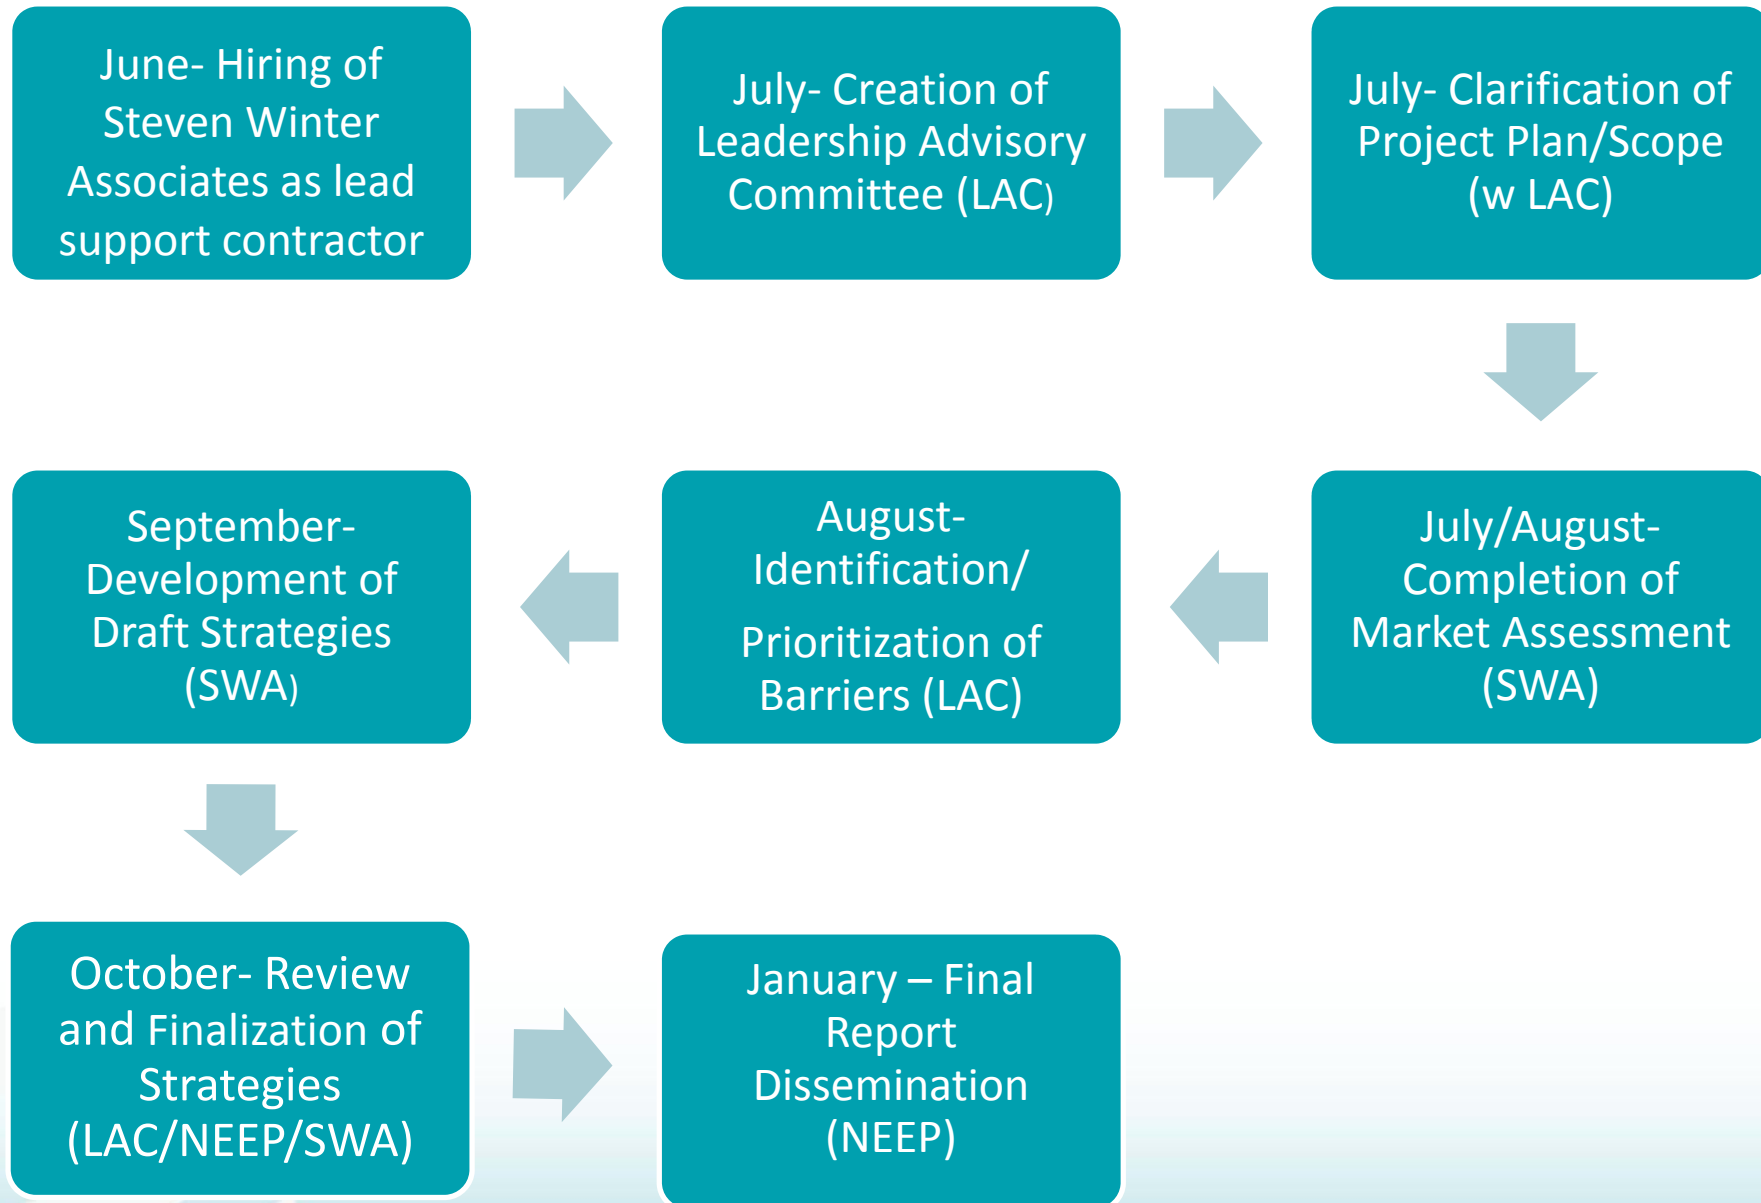 June- Hiring of
Steven Winter
Associates as lead
support contractor
July- Creation of
Leadership Advisory
Committee (LAC)
July- Clarification of
Project Plan/Scope
(w LAC)
July/August-
Completion of
Market Assessment
(SWA)
August-
Identification/
Prioritization of
Barriers (LAC)
September-
Development of
Draft Strategies
(SWA)
October- Review
and Finalization of
Strategies
(LAC/NEEP/SWA)
January – Final
Report
Dissemination
(NEEP)